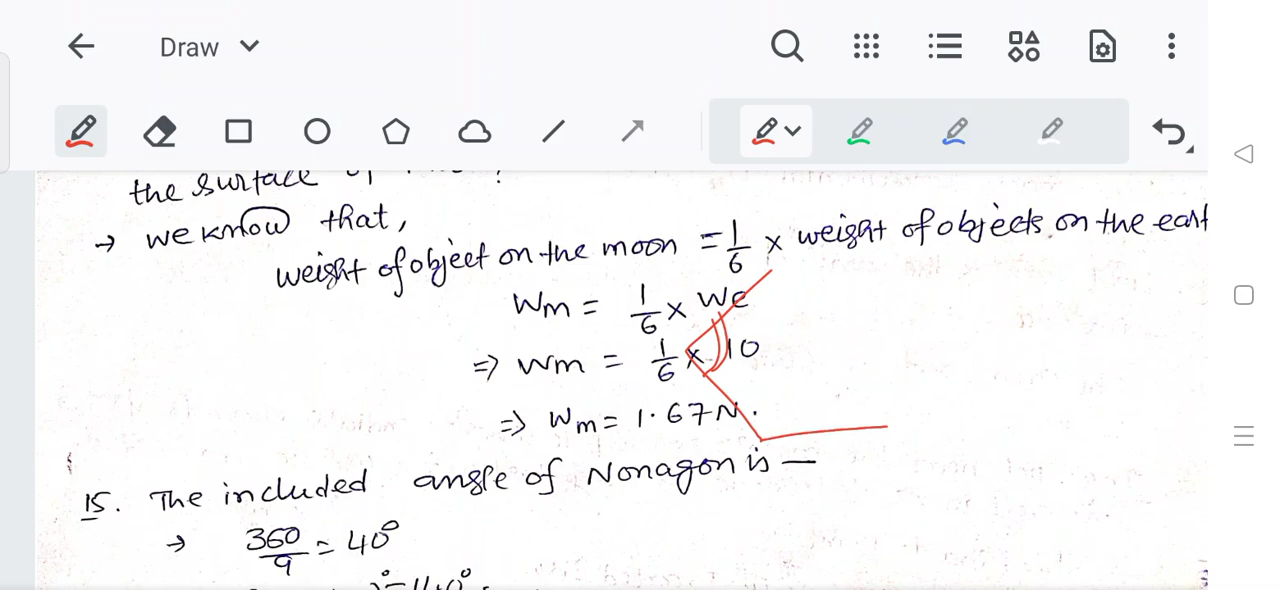 Draw
the surface of
→ we know that,
weight of object on the moon = 1/6 × weight of objects on the eart
Wm = 1/6 × We
=> Wm = 1/6 × 10
=> Wm = 1.67N.
15. The included angle of Nonagon is —
→ 360/9 = 40°